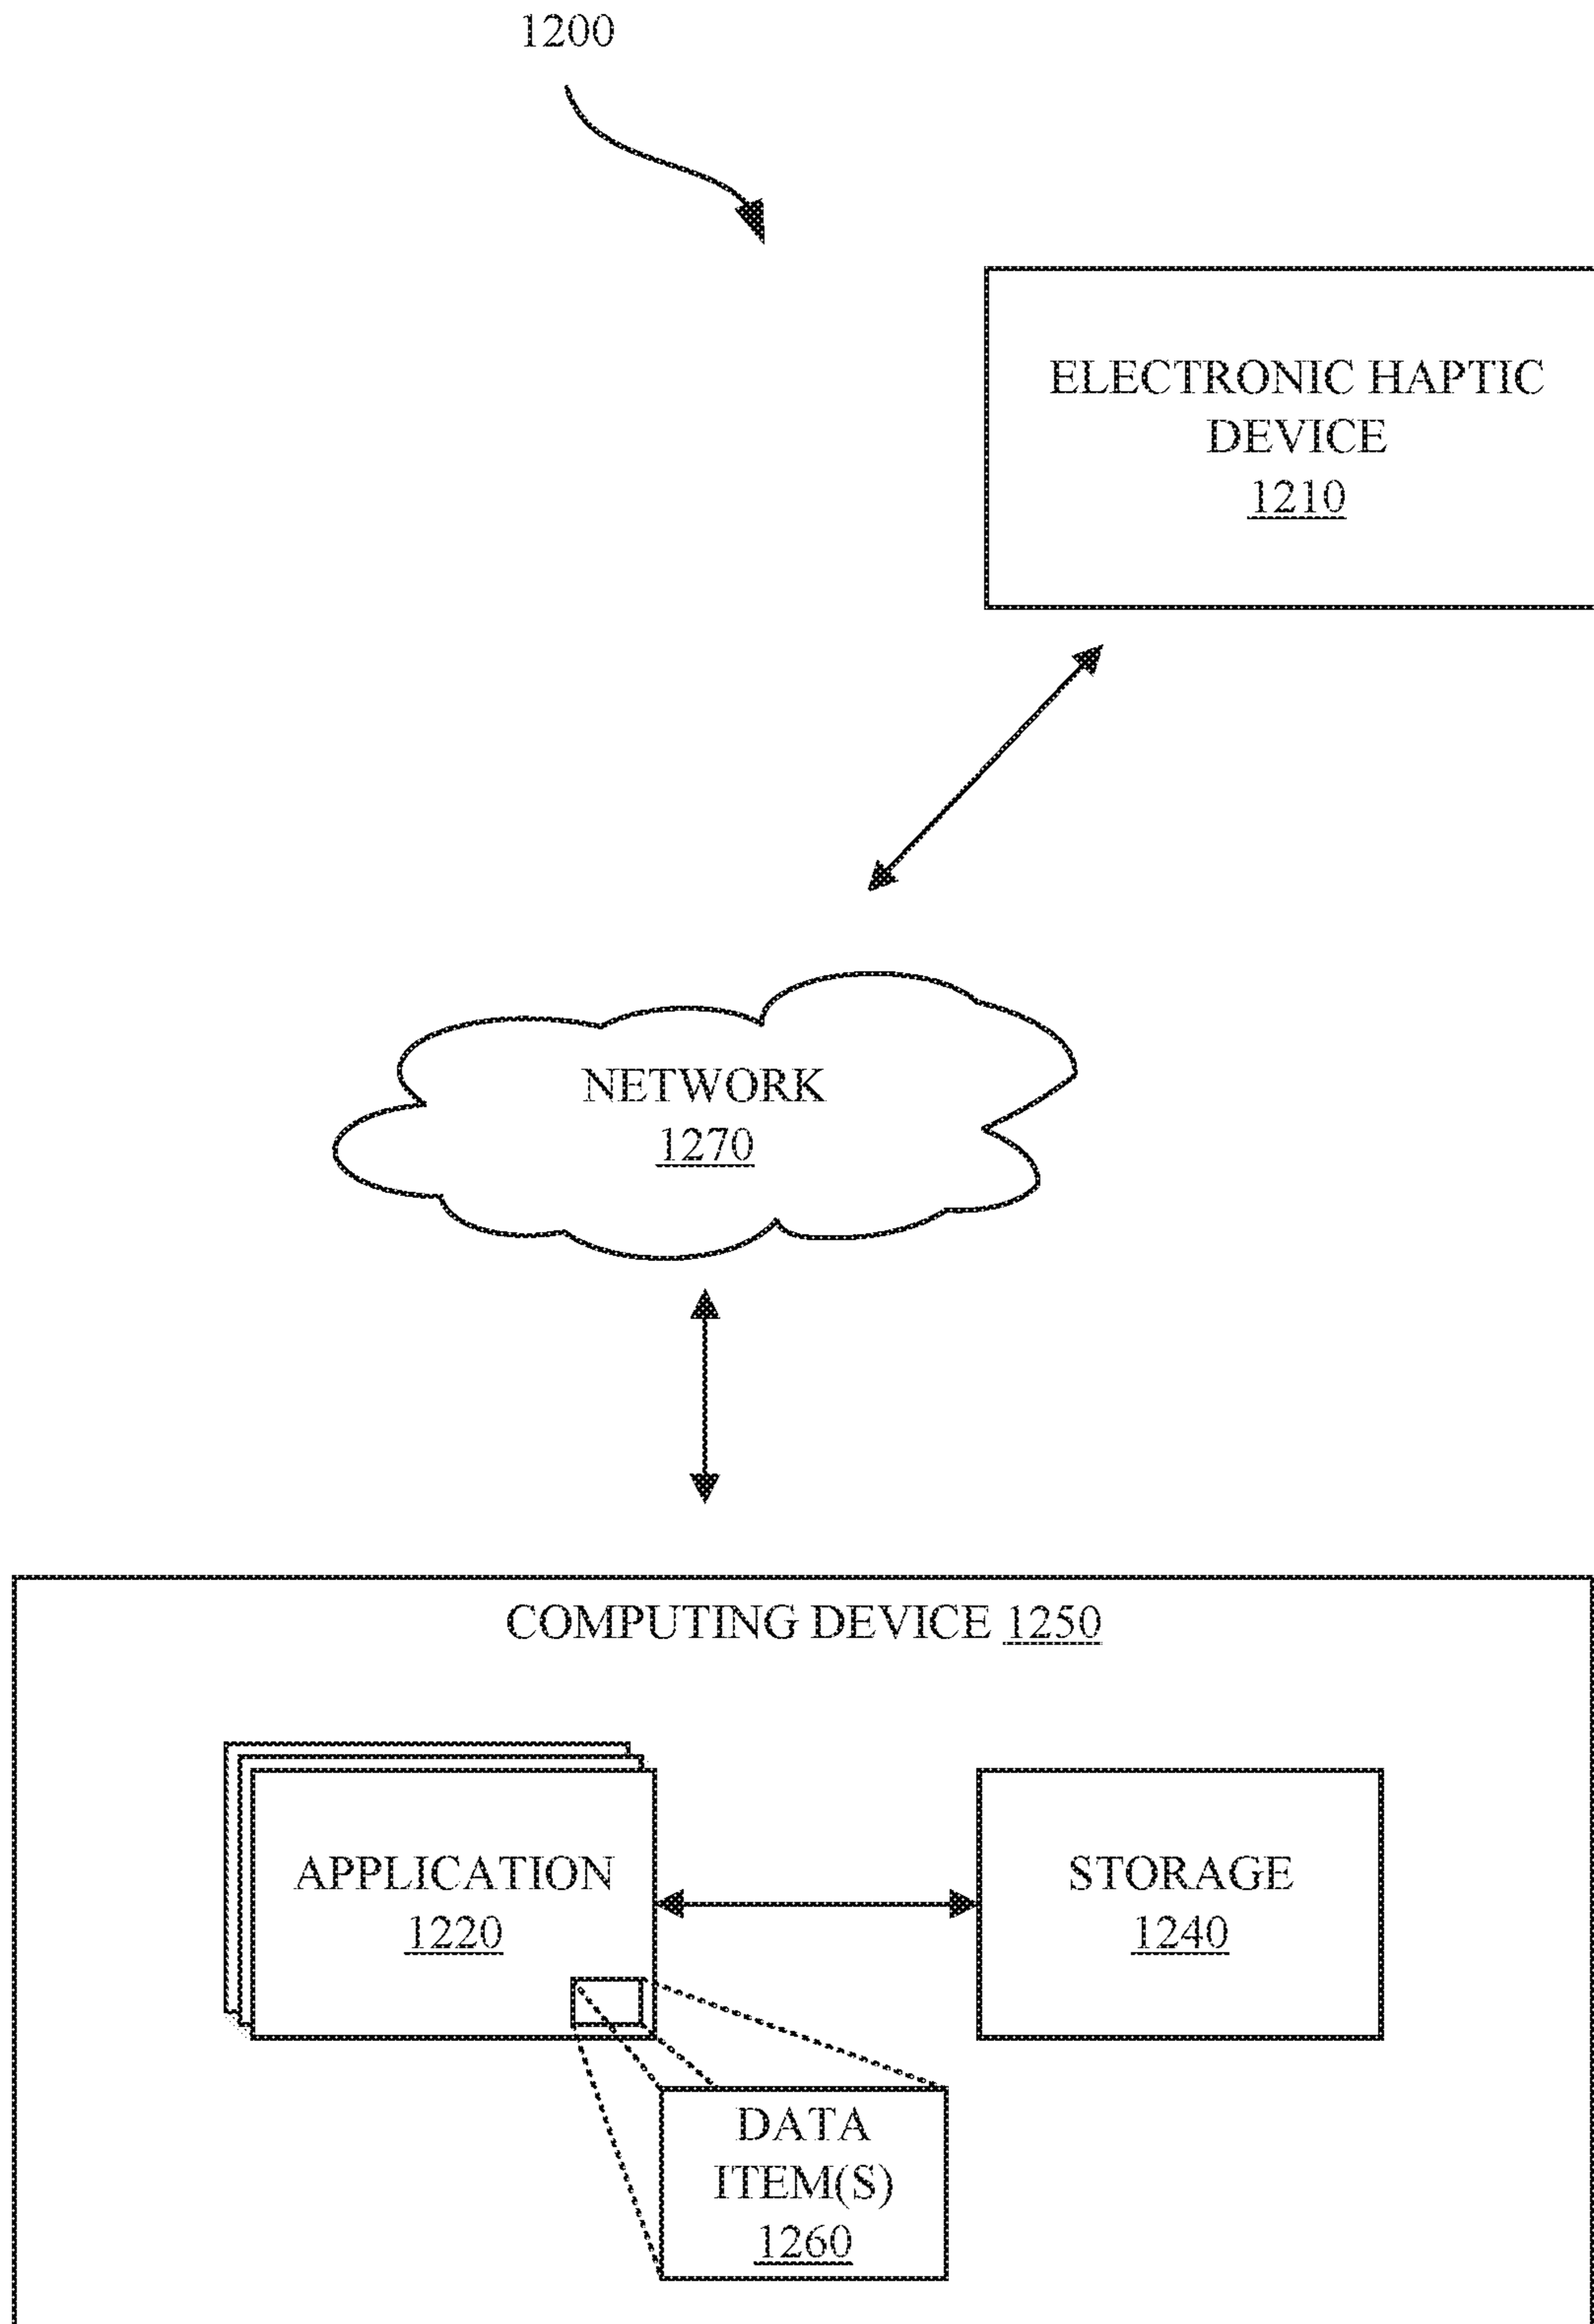 1200
ELECTRONIC HAPTIC
DEVICE
1210
NETWORK
1270
COMPUTING DEVICE 1250
APPLICATION
1220
STORAGE
1240
DATA
ITEM(S)
1260